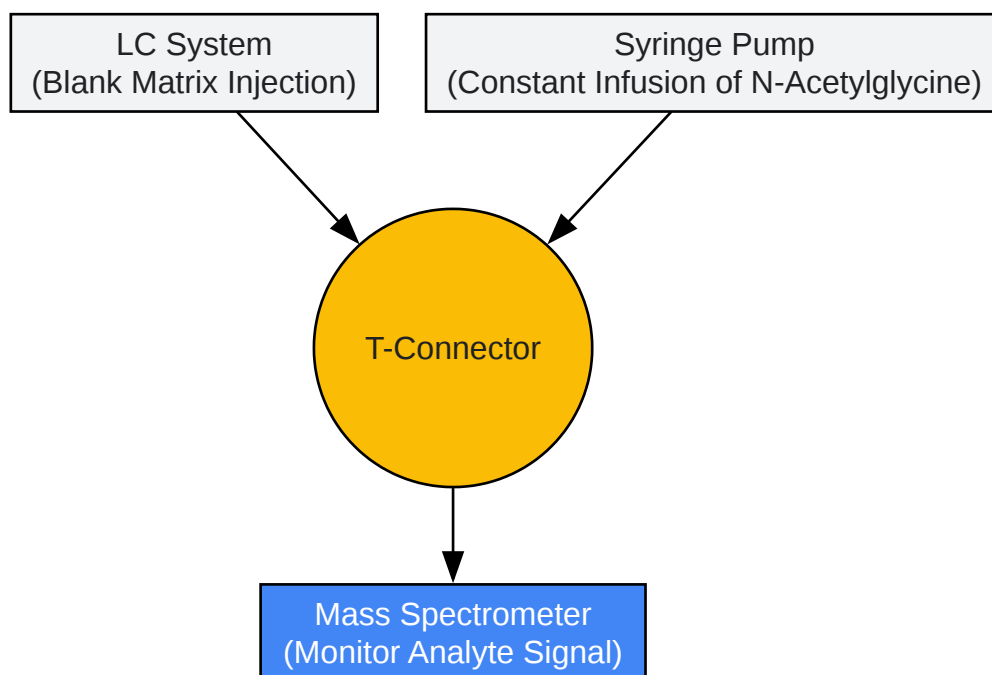 LC System
(Blank Matrix Injection)
Syringe Pump
(Constant Infusion of N-Acetylglycine)
T-Connector
Mass Spectrometer
(Monitor Analyte Signal)